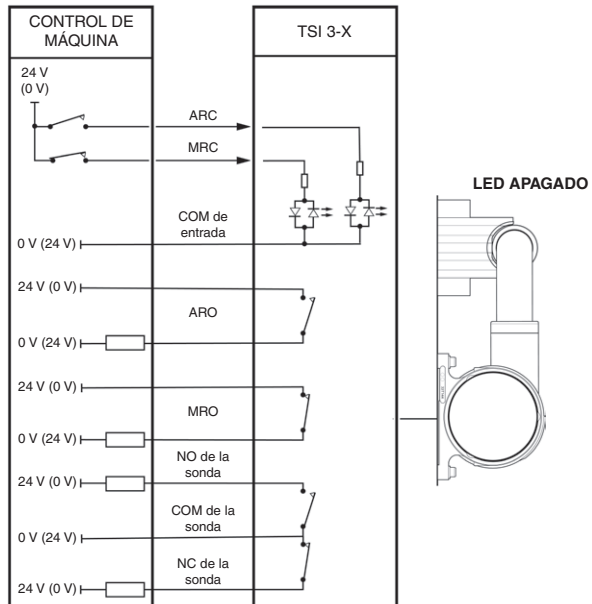 CONTROL DE
MÁQUINA
TSI 3-X
24 V
(0 V)
ARC
MRC
COM de
entrada
0 V (24 V)
24 V (0 V)
ARO
0 V (24 V)
24 V (0 V)
MRO
0 V (24 V)
NO de la
sonda
24 V (0 V)
COM de la
sonda
0 V (24 V)
NC de la
sonda
24 V (0 V)
LED APAGADO